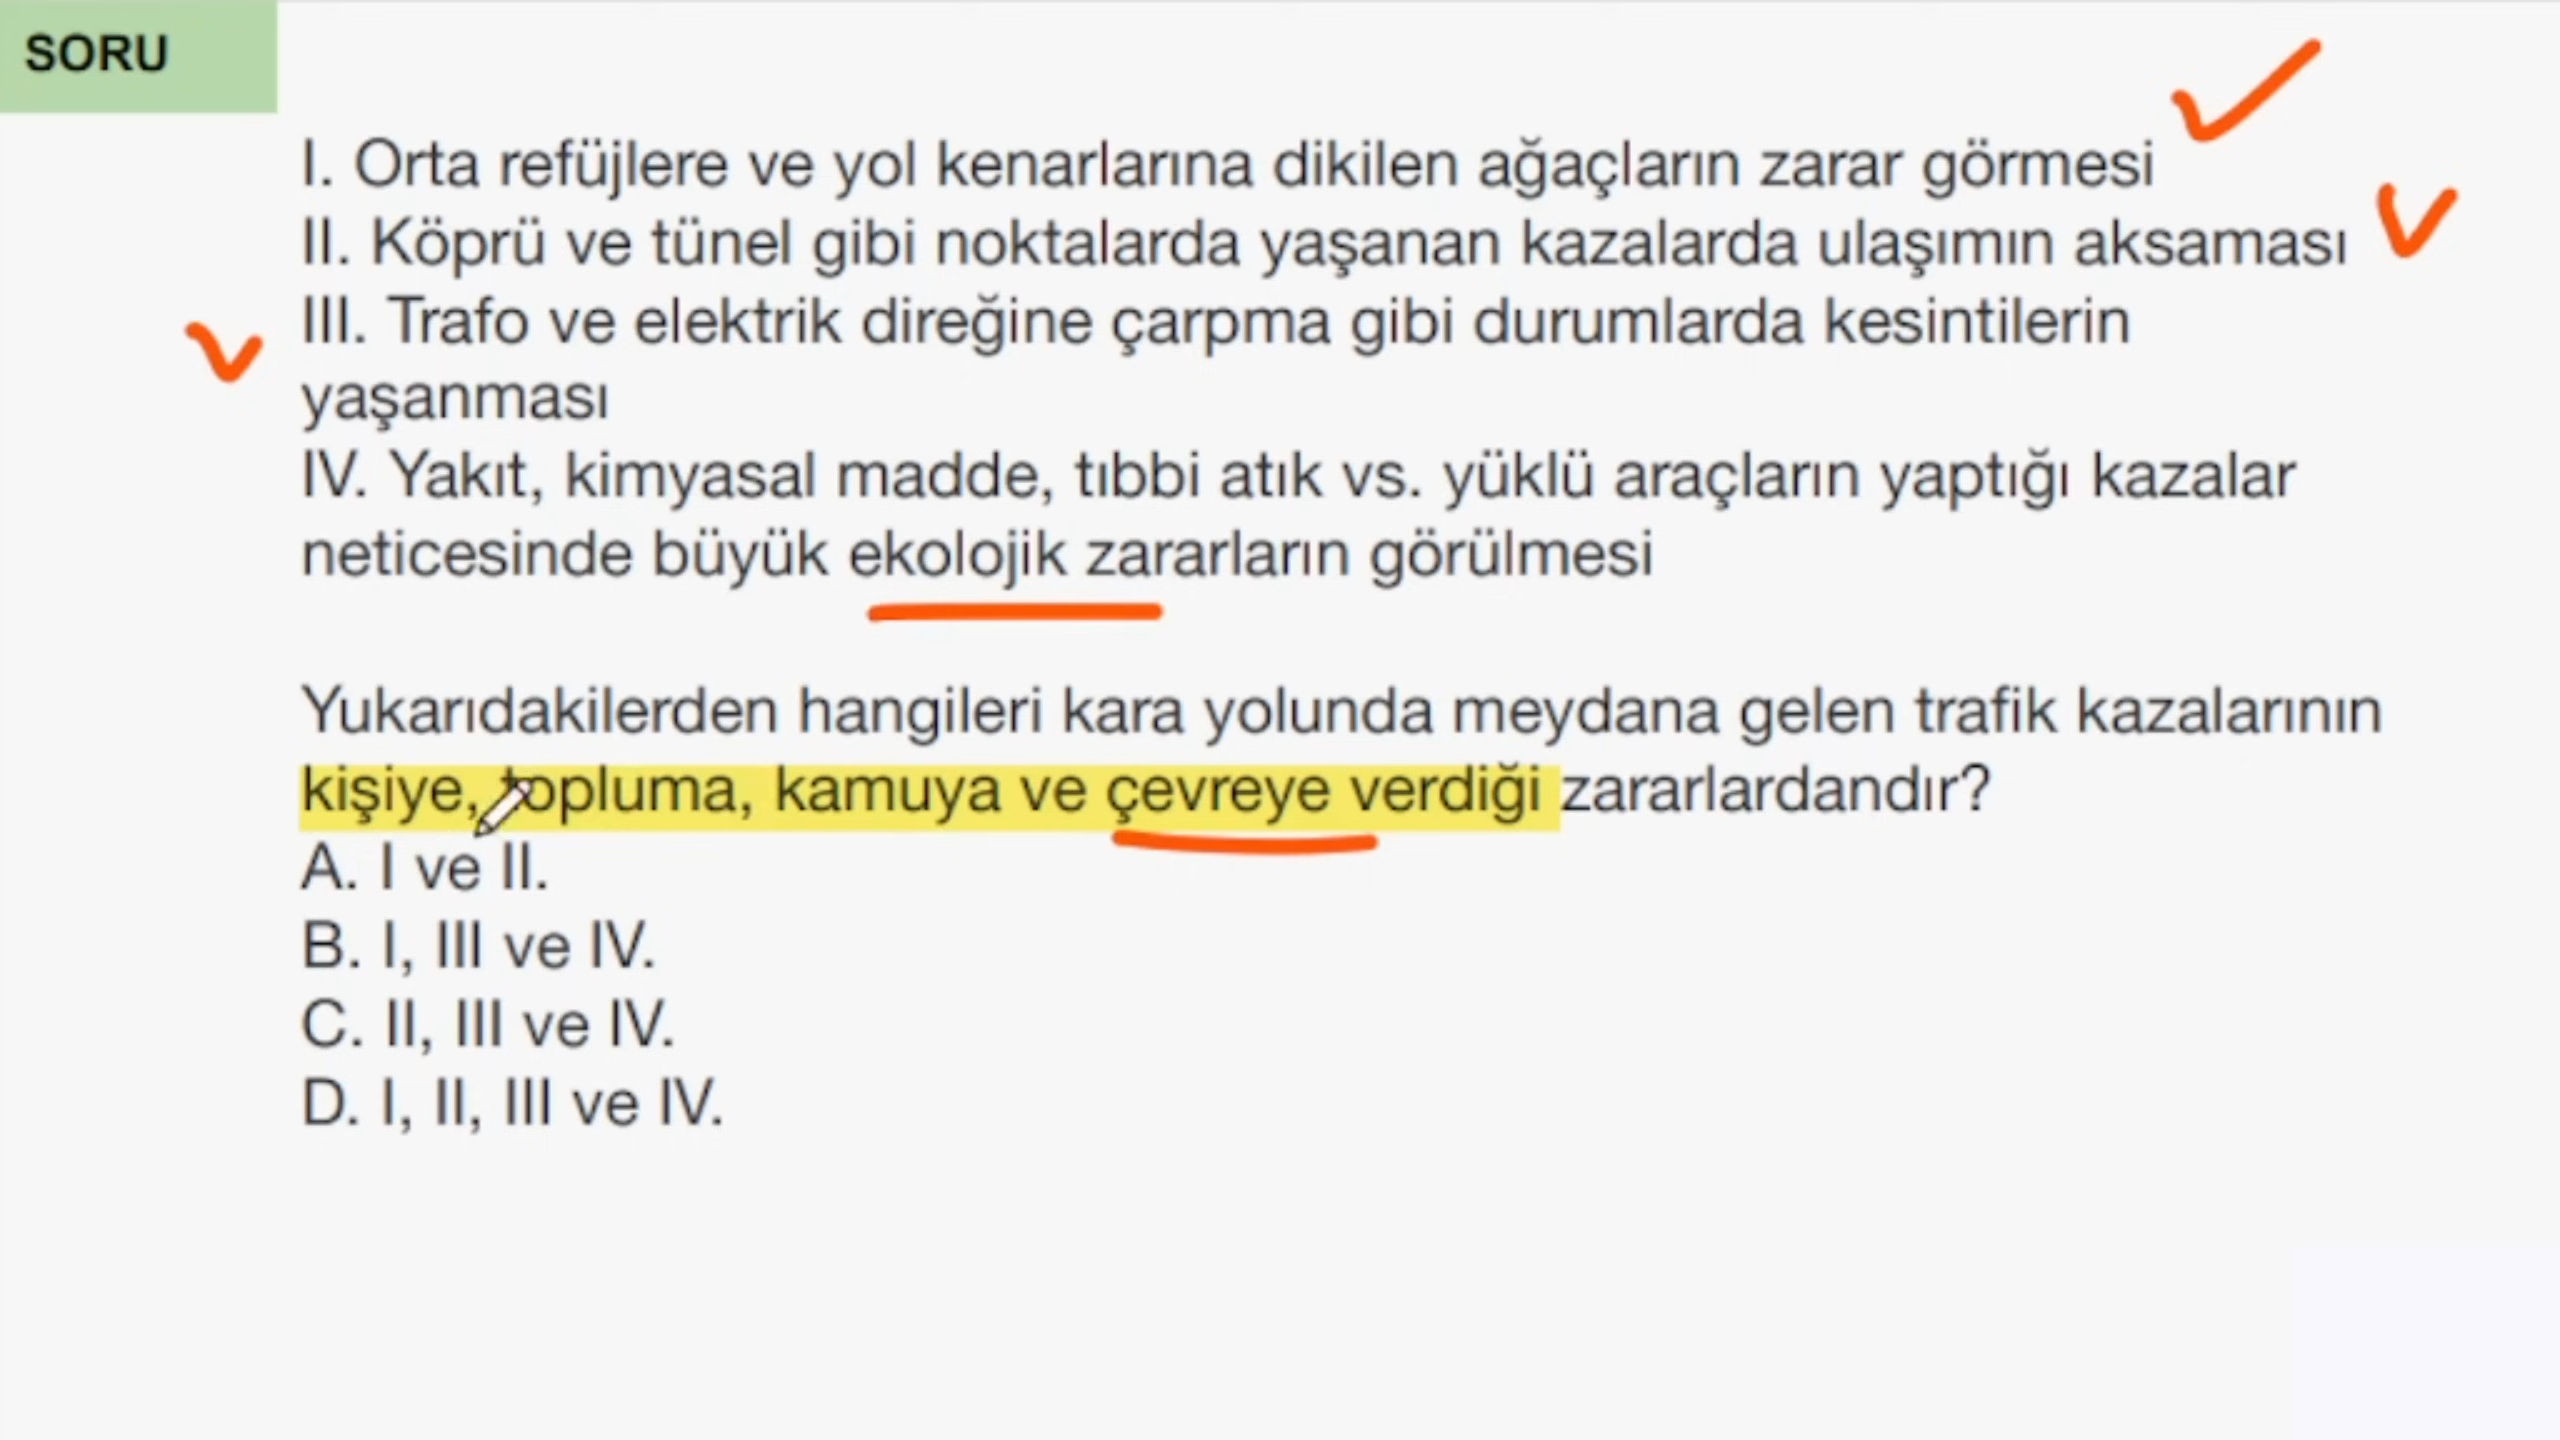 SORU
I. Orta refüjlere ve yol kenarlarına dikilen ağaçların zarar görmesi
II. Köprü ve tünel gibi noktalarda yaşanan kazalarda ulaşımın aksaması
III. Trafo ve elektrik direğine çarpma gibi durumlarda kesintilerin
yaşanması
IV. Yakıt, kimyasal madde, tıbbi atık vs. yüklü araçların yaptığı kazalar
neticesinde büyük ekolojik zararların görülmesi
Yukarıdakilerden hangileri kara yolunda meydana gelen trafik kazalarının
kişiye, topluma, kamuya ve çevreye verdiği zararlardandır?
A. I ve II.
B. I, III ve IV.
C. II, III ve IV.
D. I, II, III ve IV.